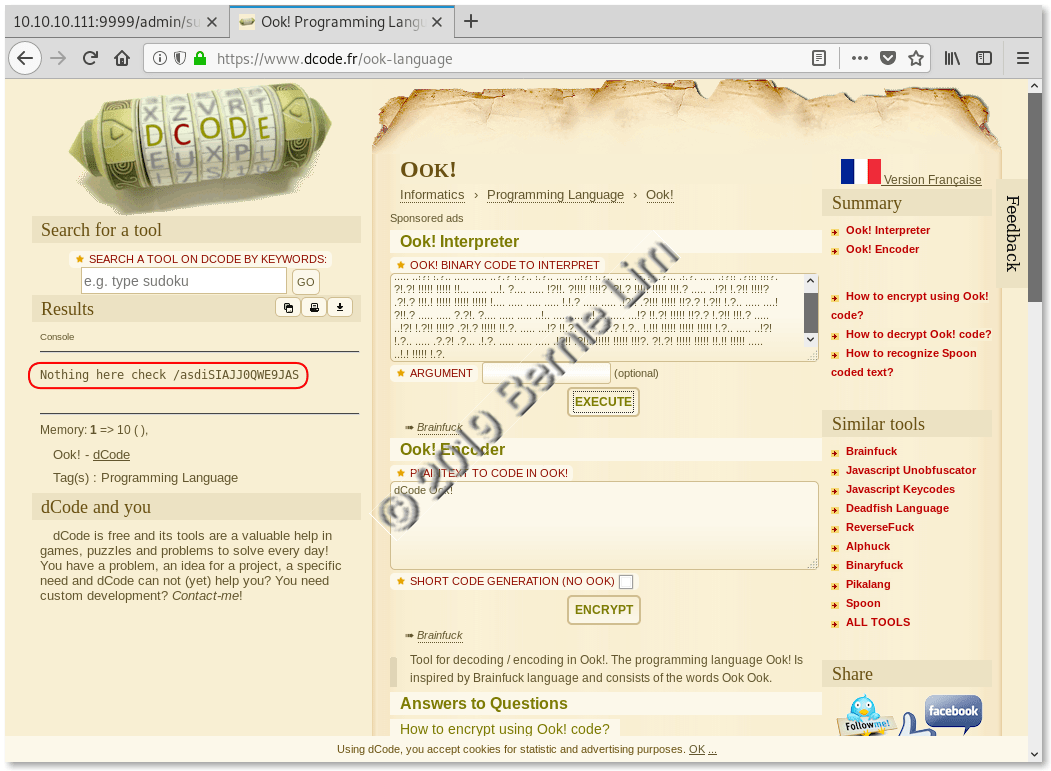 10.10.10.111:9999/admin/su
Ook! Programming Langu
https://www.dcode.fr/ook-language
X Z V R T
DCODE
E U X P L
Search for a tool
SEARCH A TOOL ON DCODE BY KEYWORDS:
e.g. type sudoku
GO
Results
Console
Nothing here check /asdiSIAJJ0QWE9JAS
Memory: 1 => 10 ( ),
Ook! - dCode
Tag(s) : Programming Language
dCode and you
dCode is free and its tools are a valuable help in
games, puzzles and problems to solve every day!
You have a problem, an idea for a project, a specific
need and dCode can not (yet) help you? You need
custom development? Contact-me!
Ook!
Informatics › Programming Language › Ook!
Sponsored ads
Ook! Interpreter
OOK! BINARY CODE TO INTERPRET
ARGUMENT
(optional)
EXECUTE
➠ Brainfuck
Ook! Encoder
PLAINTEXT TO CODE IN OOK!
dCode Ook!
SHORT CODE GENERATION (NO OOK)
ENCRYPT
➠ Brainfuck
Tool for decoding / encoding in Ook!. The programming language Ook! Is
inspired by Brainfuck language and consists of the words Ook Ook.
Answers to Questions
How to encrypt using Ook! code?
© 2019 Bernie Lim
Version Française
Summary
Ook! Interpreter
Ook! Encoder
How to encrypt using Ook!
code?
How to decrypt Ook! code?
How to recognize Spoon
coded text?
Similar tools
Brainfuck
Javascript Unobfuscator
Javascript Keycodes
Deadfish Language
ReverseFuck
Alphuck
Binaryfuck
Pikalang
Spoon
ALL TOOLS
Share
Follow me!
facebook
Feedback
Using dCode, you accept cookies for statistic and advertising purposes. OK ...